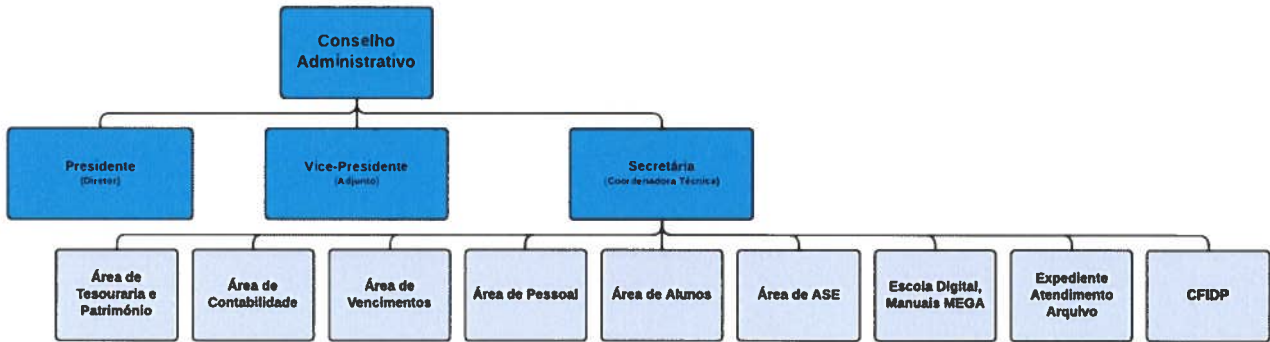 Conselho
Administrativo
Presidente
(Diretor)
Vice-Presidente
(Adjunto)
Secretária
(Coordenadora Técnica)
Área de
Tesouraria e
Património
Área de
Contabilidade
Área de
Vencimentos
Área de Pessoal
Área de Alunos
Área de ASE
Escola Digital,
Manuais MEGA
Expediente
Atendimento
Arquivo
CFIDP